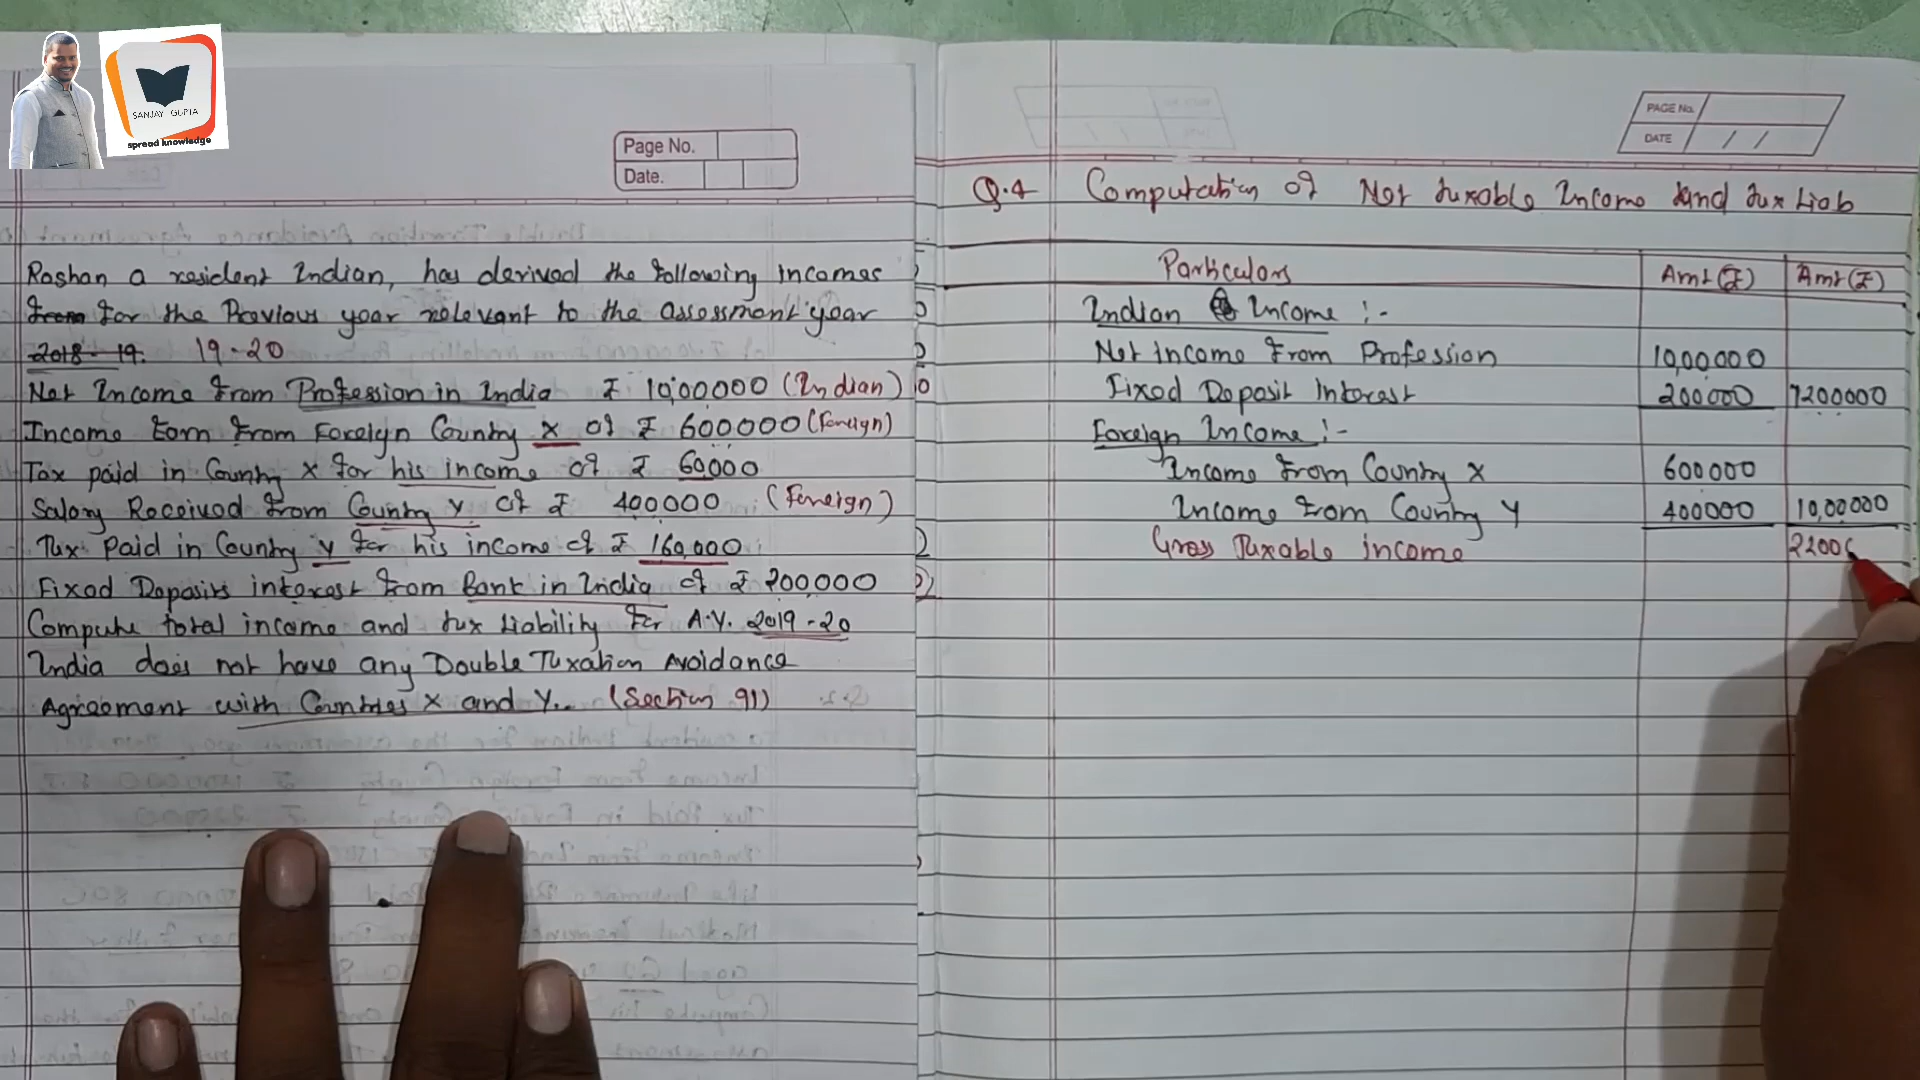 SANJAY GUPTA
spread knowledge
Page No.
Date.
Roshan a resident Indian, has derived the following incomes
from for the Previous year relevant to the assessment year
2018-19. 19-20
Net Income from Profession in India ₹ 10,00000 (Indian)
Income Earn from Foreign Country X of ₹ 600000 (Foreign)
Tax paid in County X for his income of ₹ 60000
Salary Received from Country Y of ₹ 400000 (Foreign)
Tax Paid in Country Y for his income of ₹ 160,000
Fixed Deposits interest from Bank in India of ₹ 200000
Compute total income and tax liability for A.Y. 2019-20
India does not have any Double Taxation Avoidance
Agreement with Countries X and Y.. (Section 91)
PAGE No.
DATE / /
Q.4 Computation of Net taxable Income and tax Liab
Particulars Amt (₹) Amt (₹)
Indian Income :-
Net income from Profession 10,00000
Fixed Deposit Interest 200000 1200000
Foreign Income :-
Income from Country X 600000
Income from Country Y 400000 10,00000
Gross Taxable income 2200